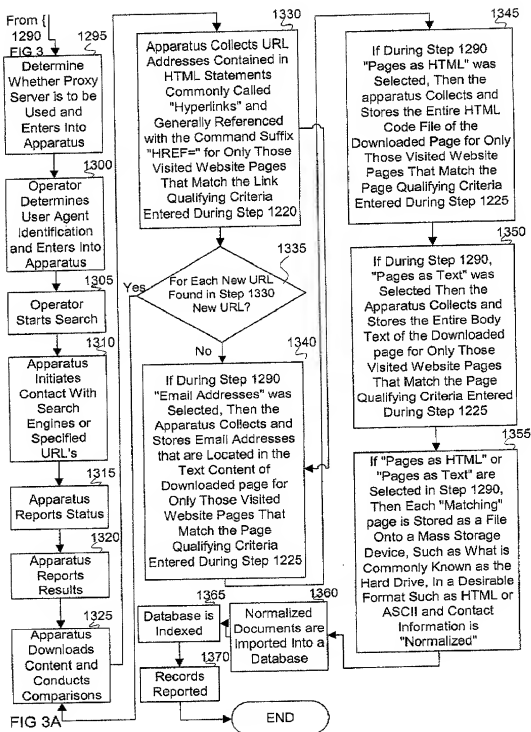 From {
1290
FIG 3
1295
Determine
Whether Proxy
Server is to be
Used and
Enters Into
Apparatus
1300
Operator
Determines
User Agent
Identification
and Enters Into
Apparatus
1305
Operator
Starts Search
1310
Apparatus
Initiates
Contact With
Search
Engines or
Specified
URL's
1315
Apparatus
Reports Status
1320
Apparatus
Reports
Results
1325
Apparatus
Downloads
Content and
Conducts
Comparisons
FIG 3A
1330
Apparatus Collects URL
Addresses Contained in
HTML Statements
Commonly Called
"Hyperlinks" and
Generally Referenced
with the Command Suffix
"HREF=" for Only Those
Visited Website Pages
That Match the Link
Qualifying Criteria
Entered During Step 1220
1335
Yes
For Each New URL
Found in Step 1330
New URL?
No
1340
If During Step 1290
"Email Addresses" was
Selected, Then the
Apparatus Collects and
Stores Email Addresses
that are Located in the
Text Content of
Downloaded page for
Only Those Visited
Website Pages That
Match the Page
Qualifying Criteria
Entered During Step 1225
1345
If During Step 1290
"Pages as HTML" was
Selected, Then the
apparatus Collects and
Stores the Entire HTML
Code File of the
Downloaded Page for Only
Those Visited Website
Pages That Match the
Page Qualifying Criteria
Entered During Step 1225
1350
If During Step 1290,
"Pages as Text" was
Selected Then the
Apparatus Collects and
Stores the Entire Body
Text of the Downloaded
page for Only Those
Visited Website Pages
That Match the Page
Qualifying Criteria Entered
During Step 1225
1355
If "Pages as HTML" or
"Pages as Text" are
Selected in Step 1290,
Then Each "Matching"
page is Stored as a File
Onto a Mass Storage
Device, Such as What is
Commonly Known as the
Hard Drive, In a Desirable
Format Such as HTML or
ASCII and Contact
Information is
"Normalized"
1360
Normalized
Documents are
Imported Into a
Database
1365
Database is
Indexed
1370
Records
Reported
END